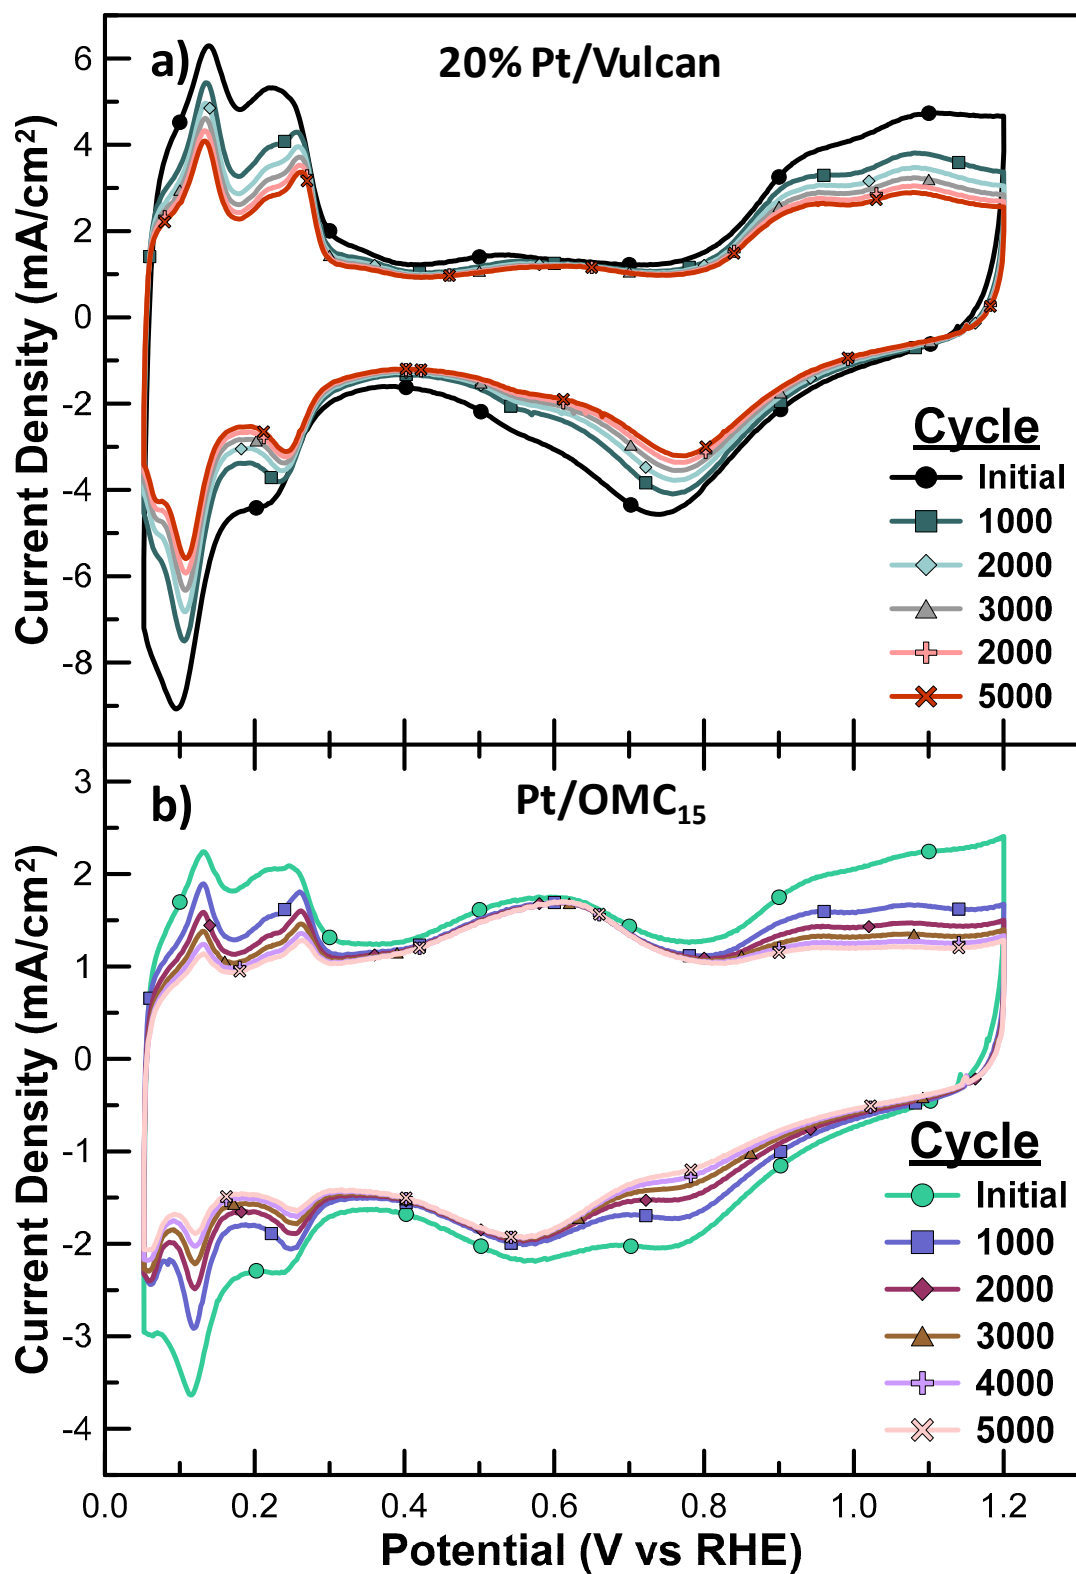 a)
20% Pt/Vulcan
6
4
2
0
-2
-4
-6
-8
Current Density (mA/cm²)
Cycle
Initial
1000
2000
3000
2000
5000
b)
Pt/OMC₁₅
3
2
1
0
-1
-2
-3
-4
Current Density (mA/cm²)
Cycle
Initial
1000
2000
3000
4000
5000
0.0 0.2 0.4 0.6 0.8 1.0 1.2
Potential (V vs RHE)